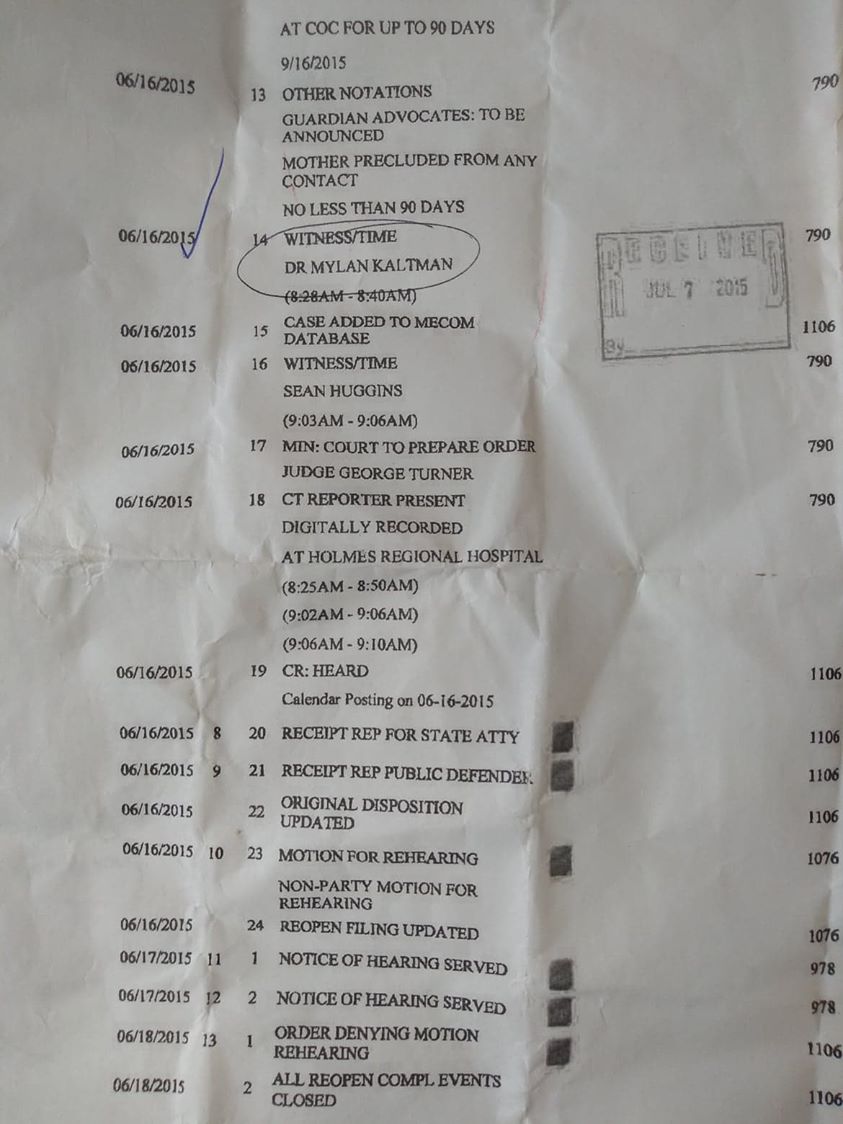 AT COC FOR UP TO 90 DAYS
9/16/2015
06/16/2015 13 OTHER NOTATIONS 790
GUARDIAN ADVOCATES: TO BE
ANNOUNCED
MOTHER PRECLUDED FROM ANY
CONTACT
NO LESS THAN 90 DAYS
06/16/2015 14 WITNESS/TIME 790
DR MYLAN KALTMAN
(8:28AM - 8:40AM)
RECEIVED
JUL 7 2015
By
06/16/2015 15 CASE ADDED TO MECOM 1106
DATABASE
06/16/2015 16 WITNESS/TIME 790
SEAN HUGGINS
(9:03AM - 9:06AM)
06/16/2015 17 MIN: COURT TO PREPARE ORDER 790
JUDGE GEORGE TURNER
06/16/2015 18 CT REPORTER PRESENT 790
DIGITALLY RECORDED
AT HOLMES REGIONAL HOSPITAL
(8:25AM - 8:50AM)
(9:02AM - 9:06AM)
(9:06AM - 9:10AM)
06/16/2015 19 CR: HEARD 1106
Calendar Posting on 06-16-2015
06/16/2015 8 20 RECEIPT REP FOR STATE ATTY 1106
06/16/2015 9 21 RECEIPT REP PUBLIC DEFENDER 1106
06/16/2015 22 ORIGINAL DISPOSITION 1106
UPDATED
06/16/2015 10 23 MOTION FOR REHEARING 1076
NON-PARTY MOTION FOR
REHEARING
06/16/2015 24 REOPEN FILING UPDATED 1076
06/17/2015 11 1 NOTICE OF HEARING SERVED 978
06/17/2015 12 2 NOTICE OF HEARING SERVED 978
06/18/2015 13 1 ORDER DENYING MOTION 1106
REHEARING
06/18/2015 2 ALL REOPEN COMPL EVENTS 1106
CLOSED